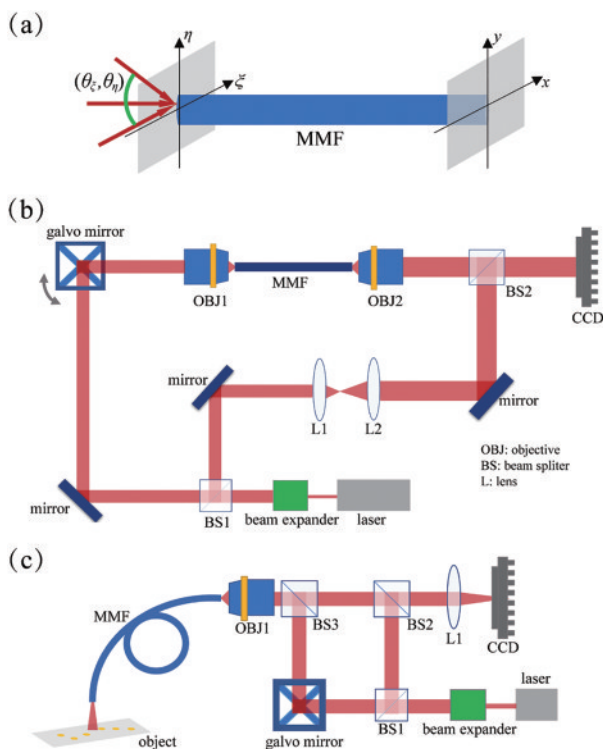 (a)
η
y
(θξ,θη)
ξ
x
MMF
(b)
galvo mirror
OBJ1
MMF
OBJ2
BS2
CCD
mirror
L1
L2
mirror
OBJ: objective
BS: beam spliter
L: lens
mirror
BS1
beam expander
laser
(c)
MMF
OBJ1
BS3
BS2
L1
CCD
laser
object
galvo mirror
BS1
beam expander